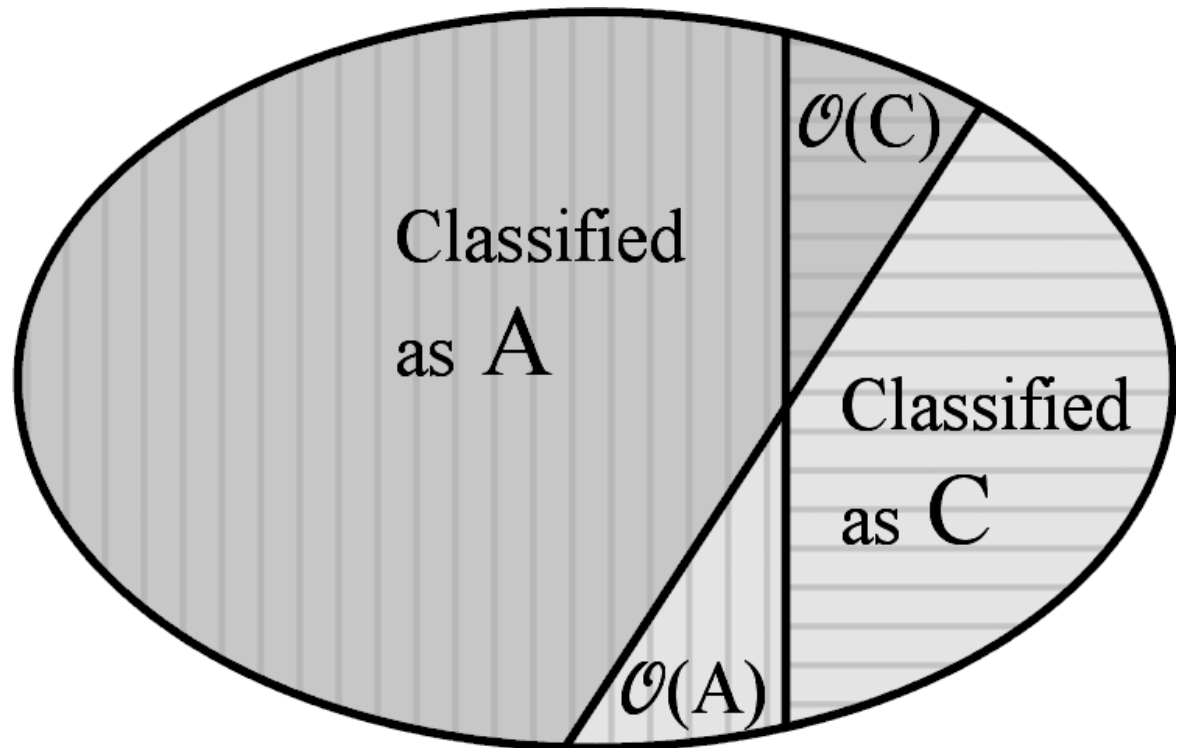 𝒪(C)
Classified
as A
Classified
as C
𝒪(A)